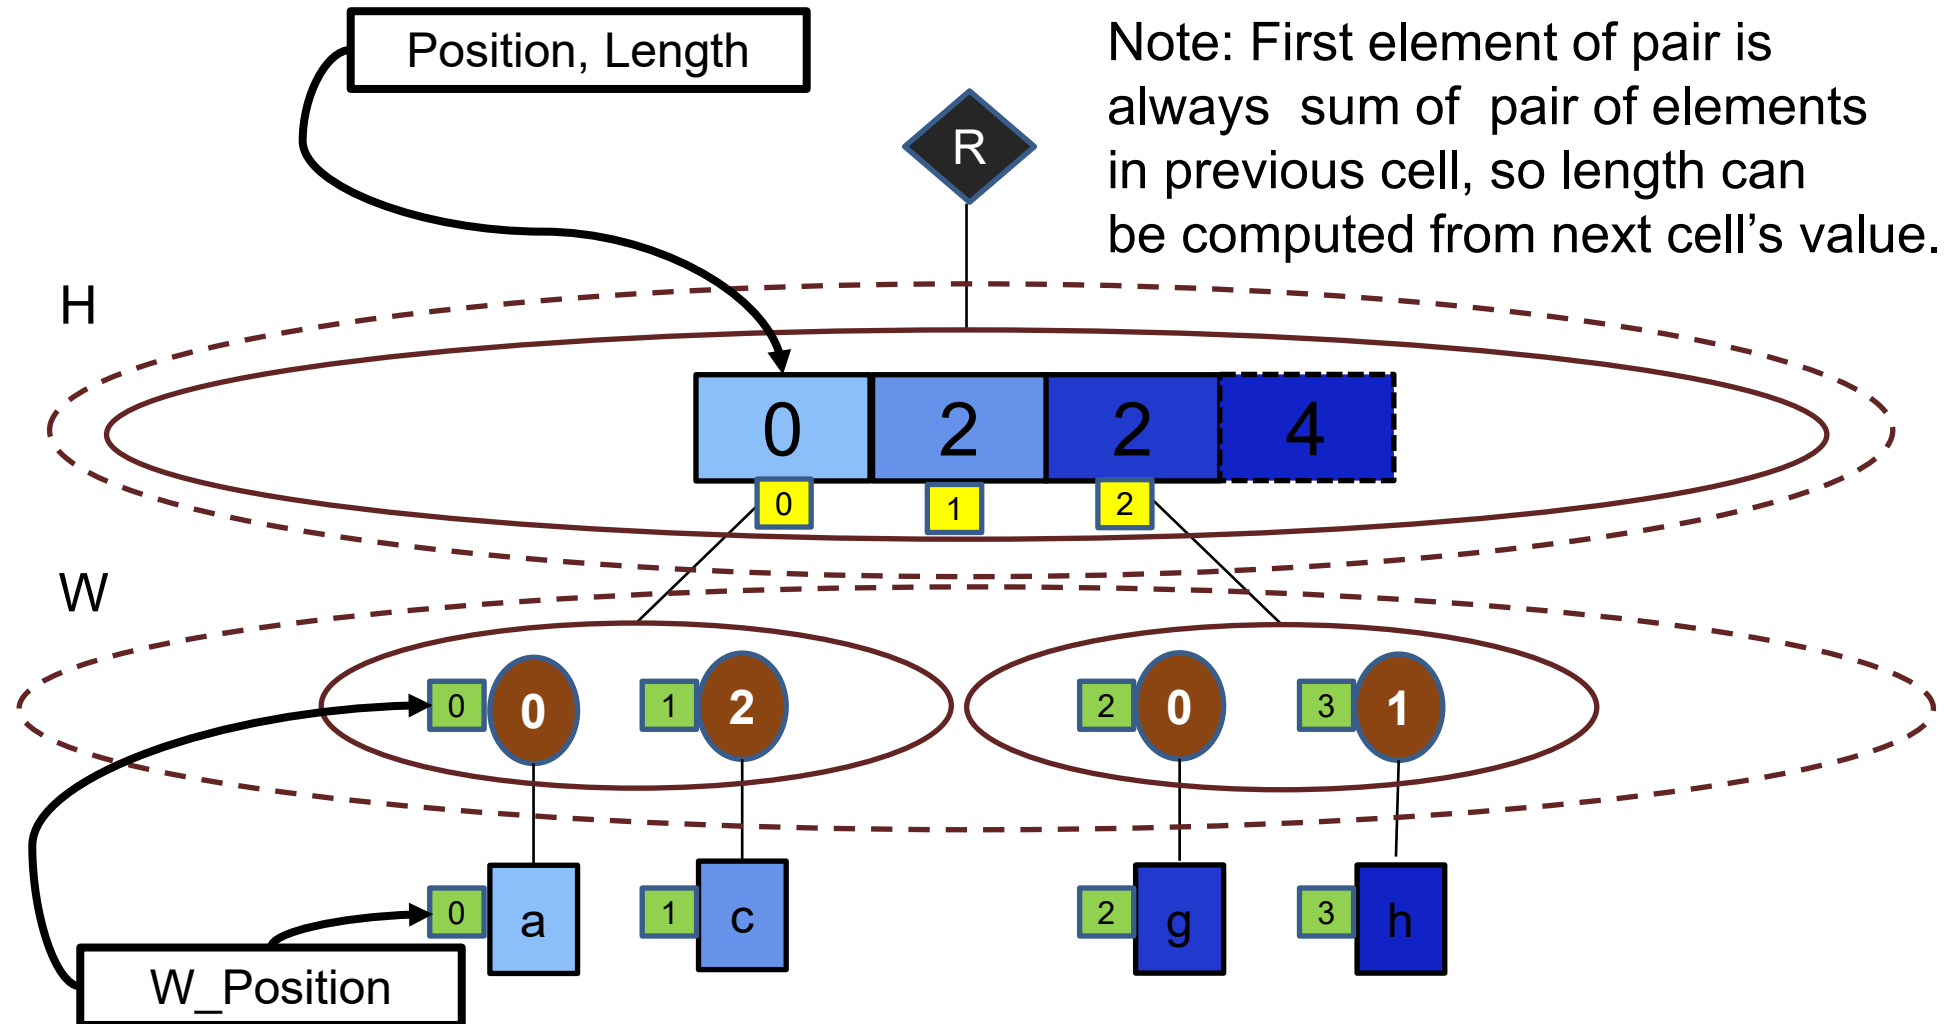 Position, Length
Note: First element of pair is
always sum of pair of elements
in previous cell, so length can
be computed from next cell’s value.
R
H
0 2 2 4
0 1 2
W
0 0 1 2 2 0 3 1
0 a 1 c 2 g 3 h
W_Position